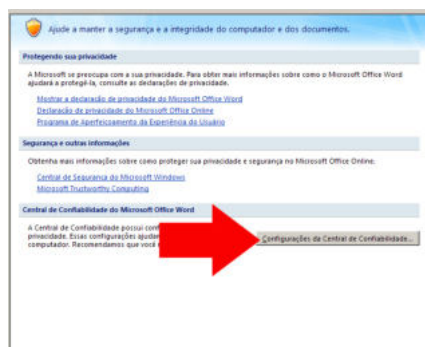 Ajude a manter a segurança e a integridade do computador e dos documentos.
Protegendo sua privacidade
A Microsoft se preocupa com a sua privacidade. Para obter mais informações sobre como o Microsoft Office Word
ajudará a protegê-la, consulte as declarações de privacidade.
Mostrar a declaração de privacidade do Microsoft Office Word
Declaração de privacidade do Microsoft Office Online
Programa de Aperfeiçoamento da Experiência do Usuário
Segurança e outras informações
Obtenha mais informações sobre como proteger sua privacidade e segurança no Microsoft Office Online.
Central de Segurança do Microsoft Windows
Microsoft Trustworthy Computing
Central de Confiabilidade do Microsoft Office Word
A Central de Confiabilidade possui
privacidade. Essas configurações
computador. Recomendamos que você
Configurações da Central de Confiabilidade...